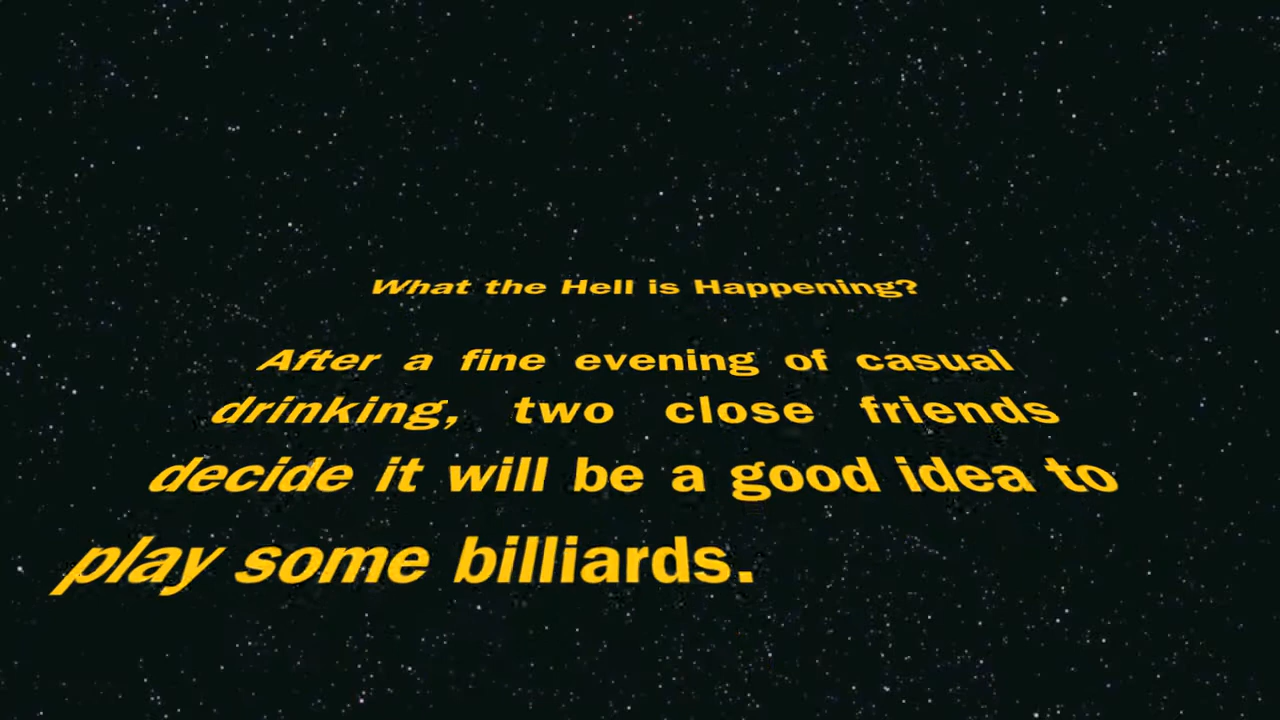 What the Hell is Happening?
After a fine evening of casual
drinking, two close friends
decide it will be a good idea to
play some billiards.